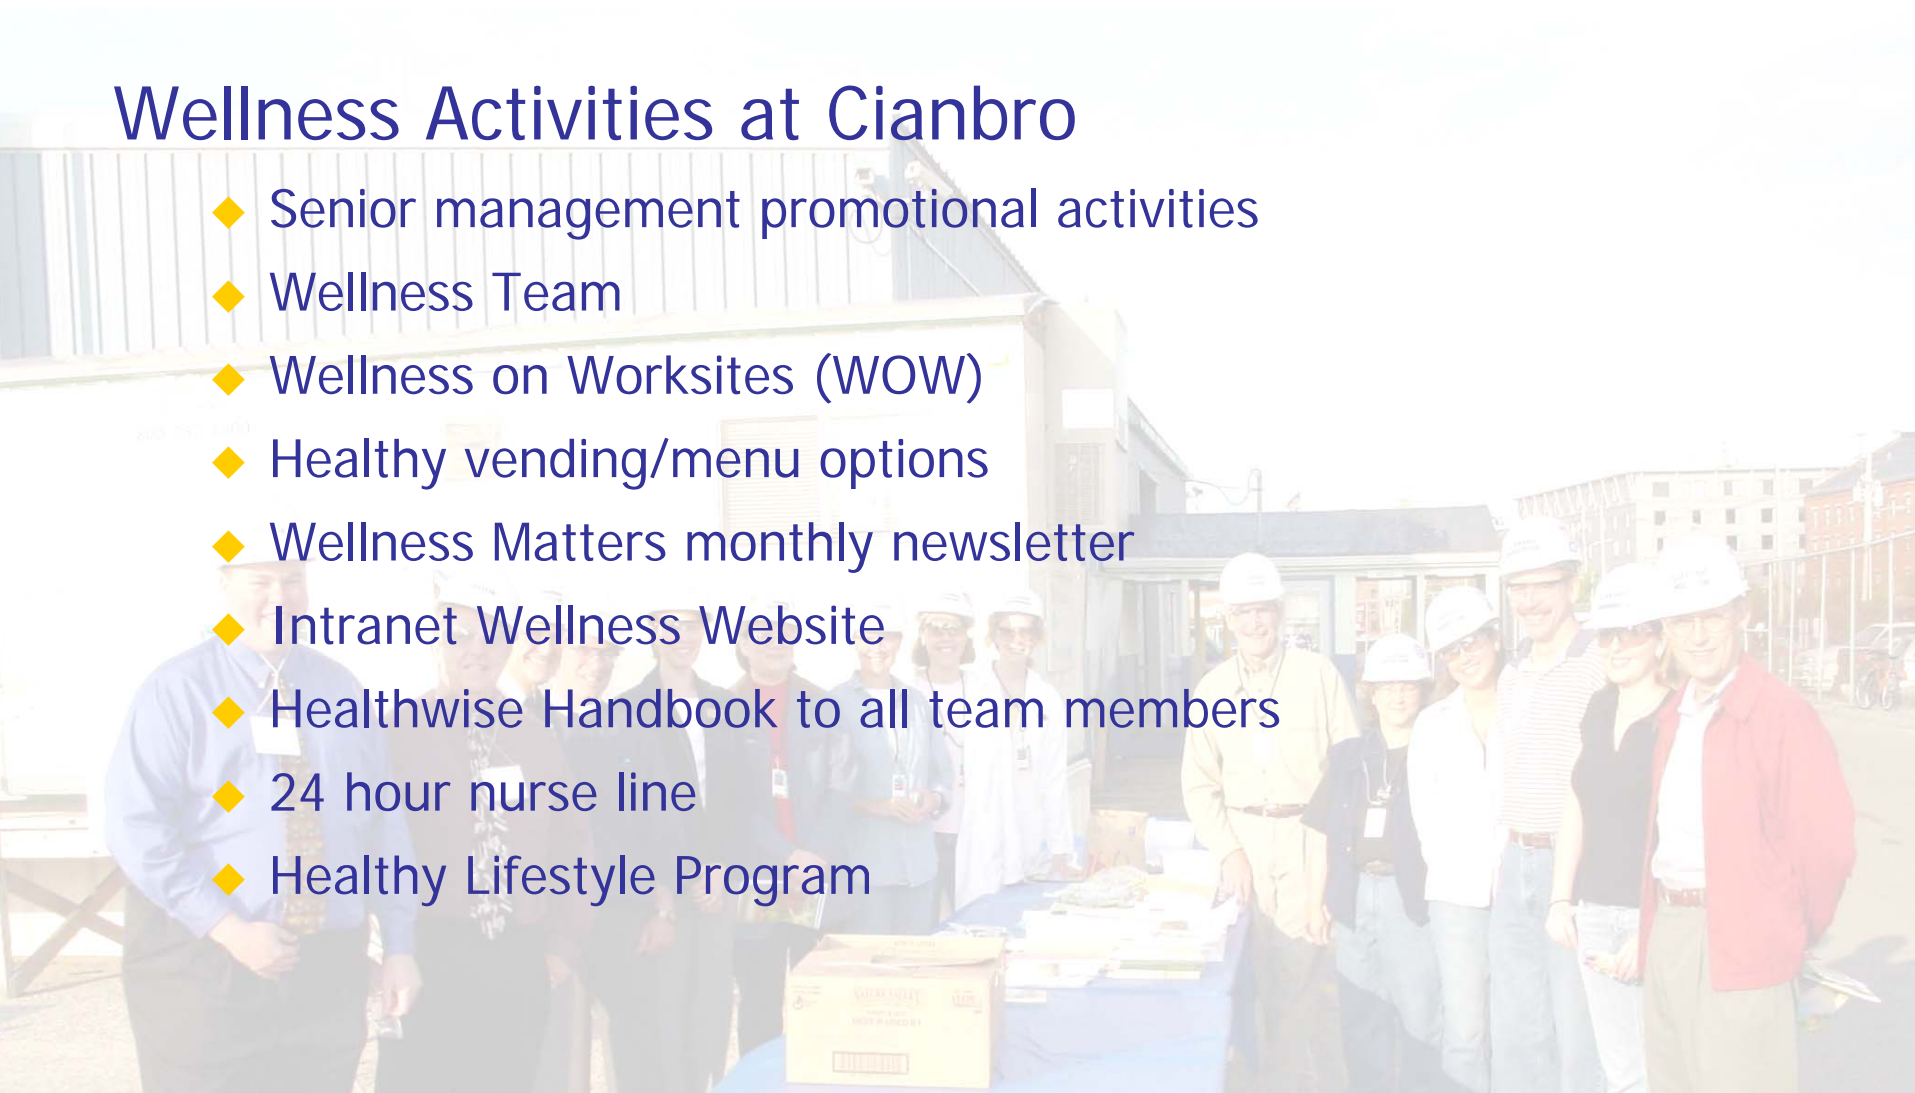 Wellness Activities at Cianbro
Senior management promotional activities
Wellness Team
Wellness on Worksites (WOW)
Healthy vending/menu options
Wellness Matters monthly newsletter
Intranet Wellness Website
Healthwise Handbook to all team members
24 hour nurse line
Healthy Lifestyle Program
NATURE VALLEY